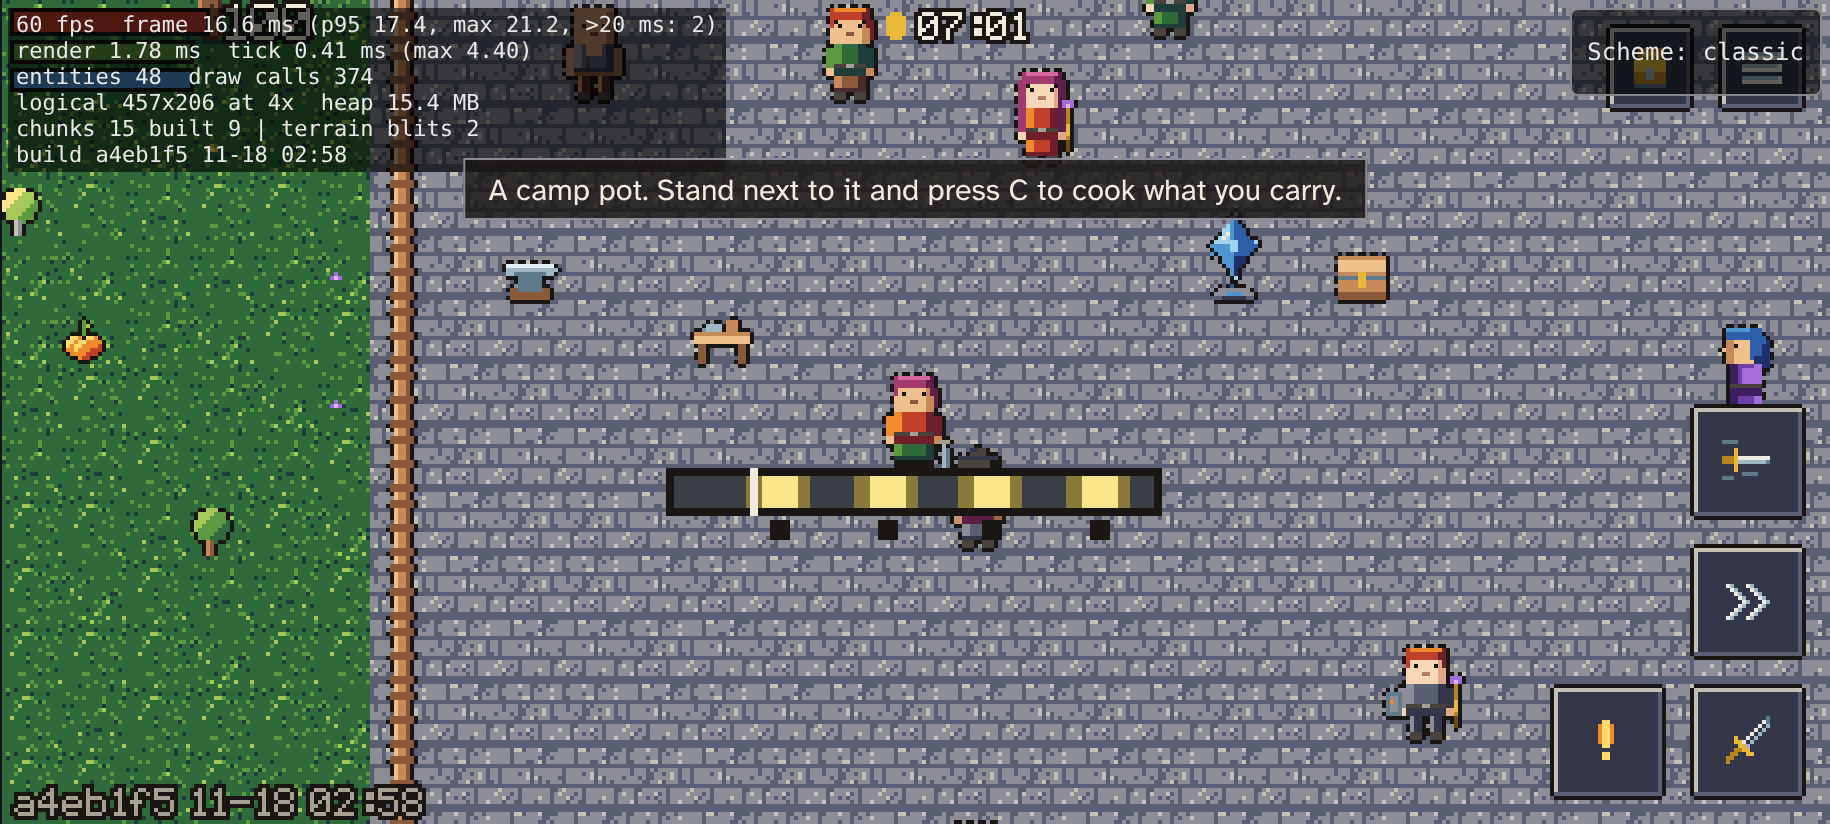 60 fps  frame 16.6 ms (p95 17.4, max 21.2, >20 ms: 2)
render 1.78 ms  tick 0.41 ms (max 4.40)
entities 48  draw calls 374
logical 457x206 at 4x  heap 15.4 MB
chunks 15 built 9 | terrain blits 2
build a4eb1f5 11-18 02:58
07:01
Scheme: classic
A camp pot. Stand next to it and press C to cook what you carry.
a4eb1f5 11-18 02:58